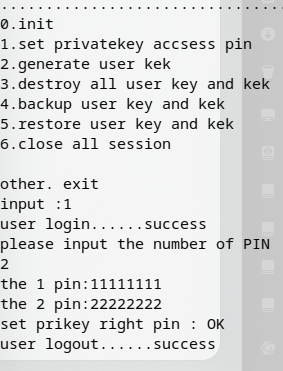 0.init
1.set privatekey accsess pin
2.generate user kek
3.destroy all user key and kek
4.backup user key and kek
5.restore user key and kek
6.close all session
other. exit
input :1
user login......success
please input the number of PIN
2
the 1 pin:11111111
the 2 pin:22222222
set prikey right pin : OK
user logout......success